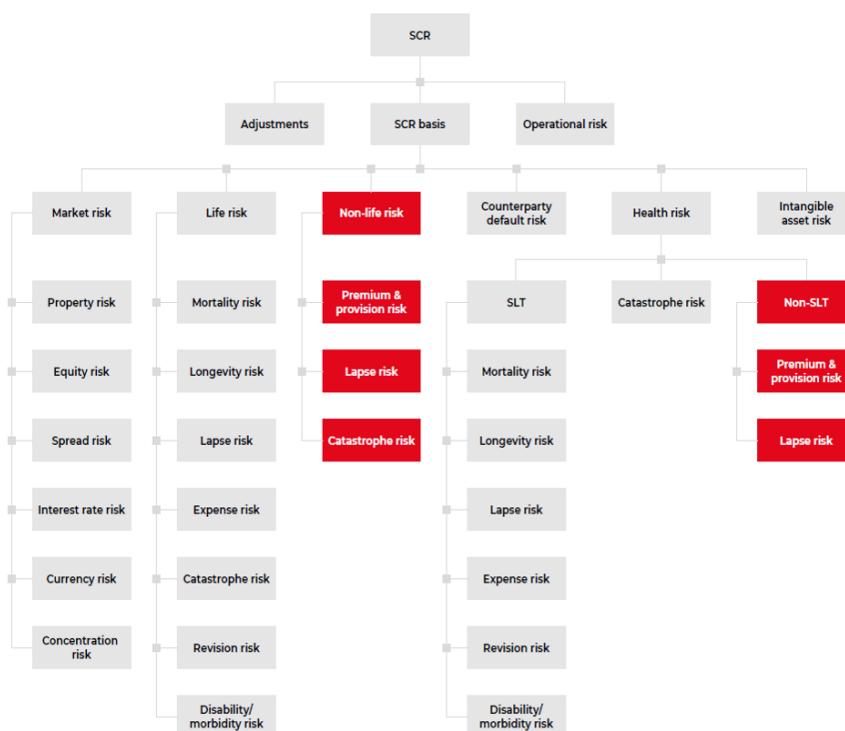 SCR
Adjustments
SCR basis
Operational risk
Market risk
Life risk
Non-life risk
Counterparty
default risk
Health risk
Intangible
asset risk
Property risk
Mortality risk
Premium &
provision risk
SLT
Catastrophe risk
Non-SLT
Equity risk
Longevity risk
Lapse risk
Mortality risk
Premium &
provision risk
Spread risk
Lapse risk
Catastrophe risk
Longevity risk
Lapse risk
Interest rate risk
Expense risk
Lapse risk
Currency risk
Catastrophe risk
Expense risk
Concentration
risk
Revision risk
Revision risk
Disability/
morbidity risk
Disability/
morbidity risk